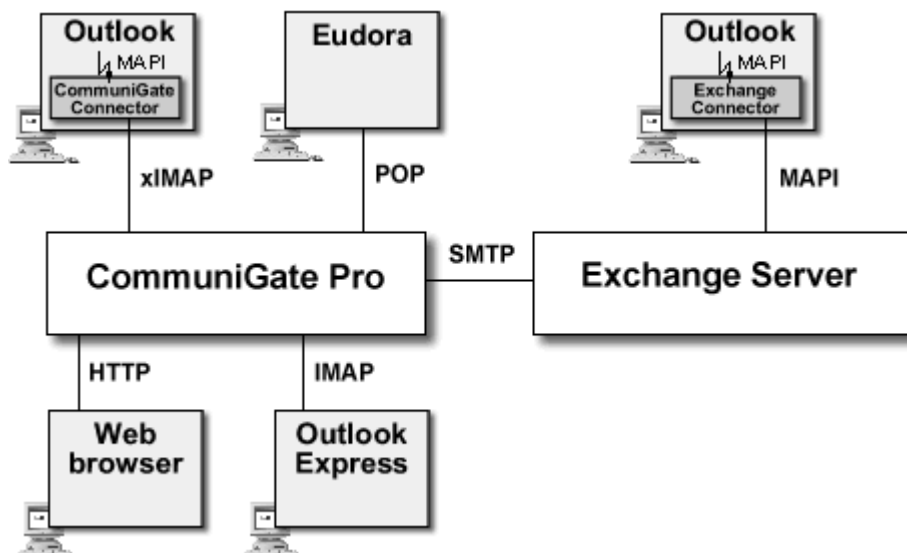 Outlook
MAPI
CommuniGate
Connector
Eudora
Outlook
MAPI
Exchange
Connector
xIMAP
POP
MAPI
CommuniGate Pro
SMTP
Exchange Server
HTTP
IMAP
Web
browser
Outlook
Express